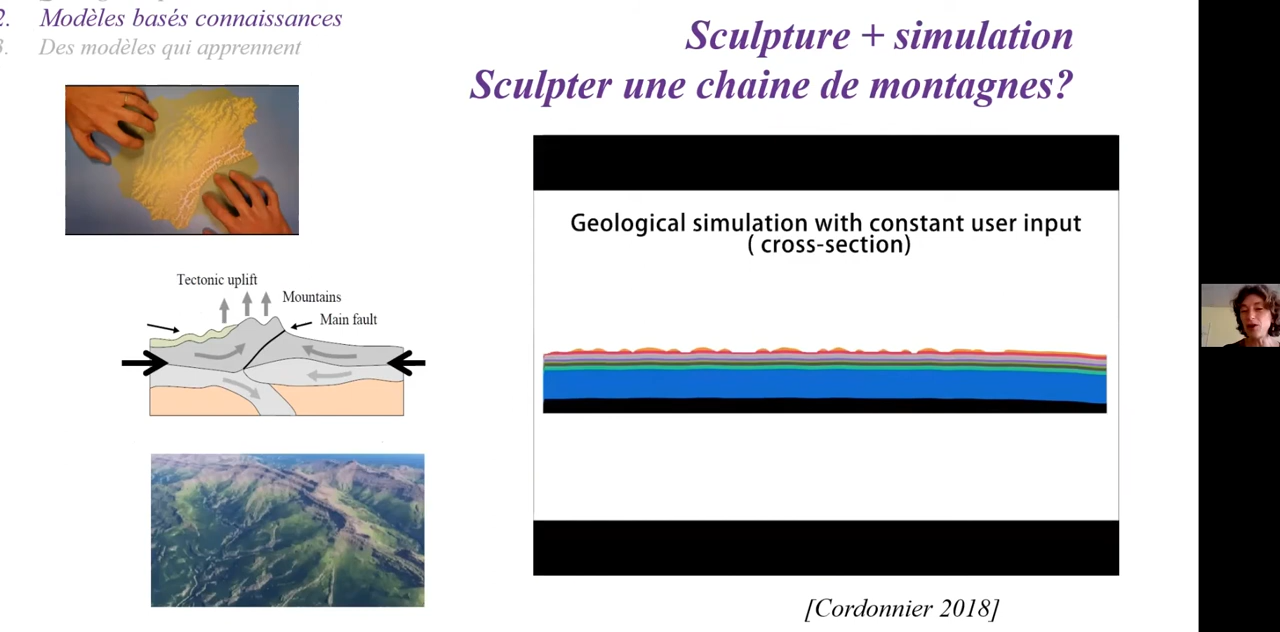 2. Modèles basés connaissances
3. Des modèles qui apprennent
Sculpture + simulation
Sculpter une chaine de montagnes?
Tectonic uplift
Mountains
Main fault
Geological simulation with constant user input
( cross-section)
[Cordonnier 2018]